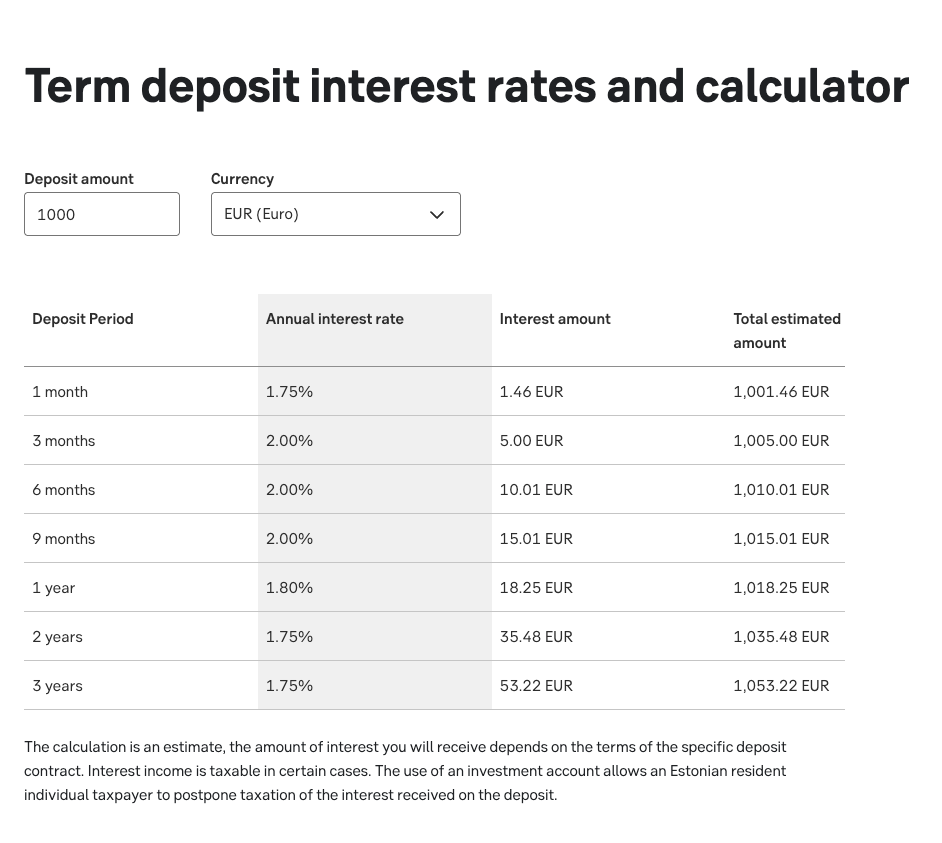 Term deposit interest rates and calculator
Deposit amount Currency
1000 EUR (Euro)
Deposit Period Annual interest rate Interest amount Total estimated
amount
1 month 1.75% 1.46 EUR 1,001.46 EUR
3 months 2.00% 5.00 EUR 1,005.00 EUR
6 months 2.00% 10.01 EUR 1,010.01 EUR
9 months 2.00% 15.01 EUR 1,015.01 EUR
1 year 1.80% 18.25 EUR 1,018.25 EUR
2 years 1.75% 35.48 EUR 1,035.48 EUR
3 years 1.75% 53.22 EUR 1,053.22 EUR
The calculation is an estimate, the amount of interest you will receive depends on the terms of the specific deposit
contract. Interest income is taxable in certain cases. The use of an investment account allows an Estonian resident
individual taxpayer to postpone taxation of the interest received on the deposit.